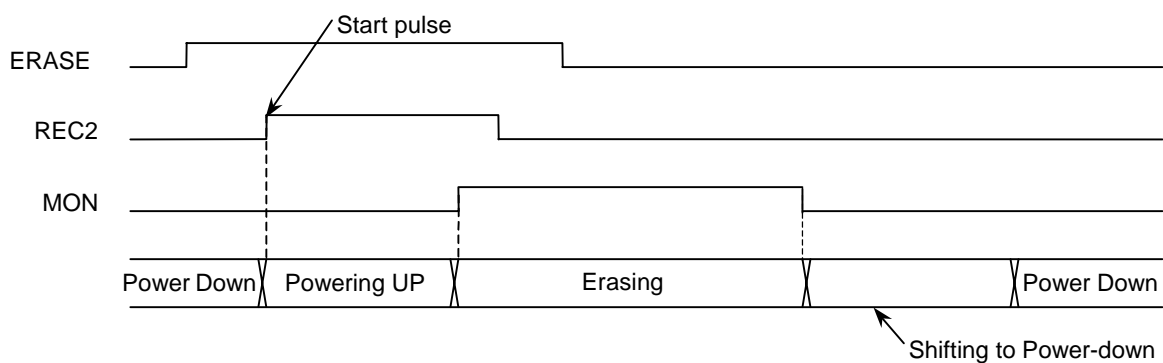 Start pulse
ERASE
REC2
MON
Power Down
Powering UP
Erasing
Power Down
Shifting to Power-down